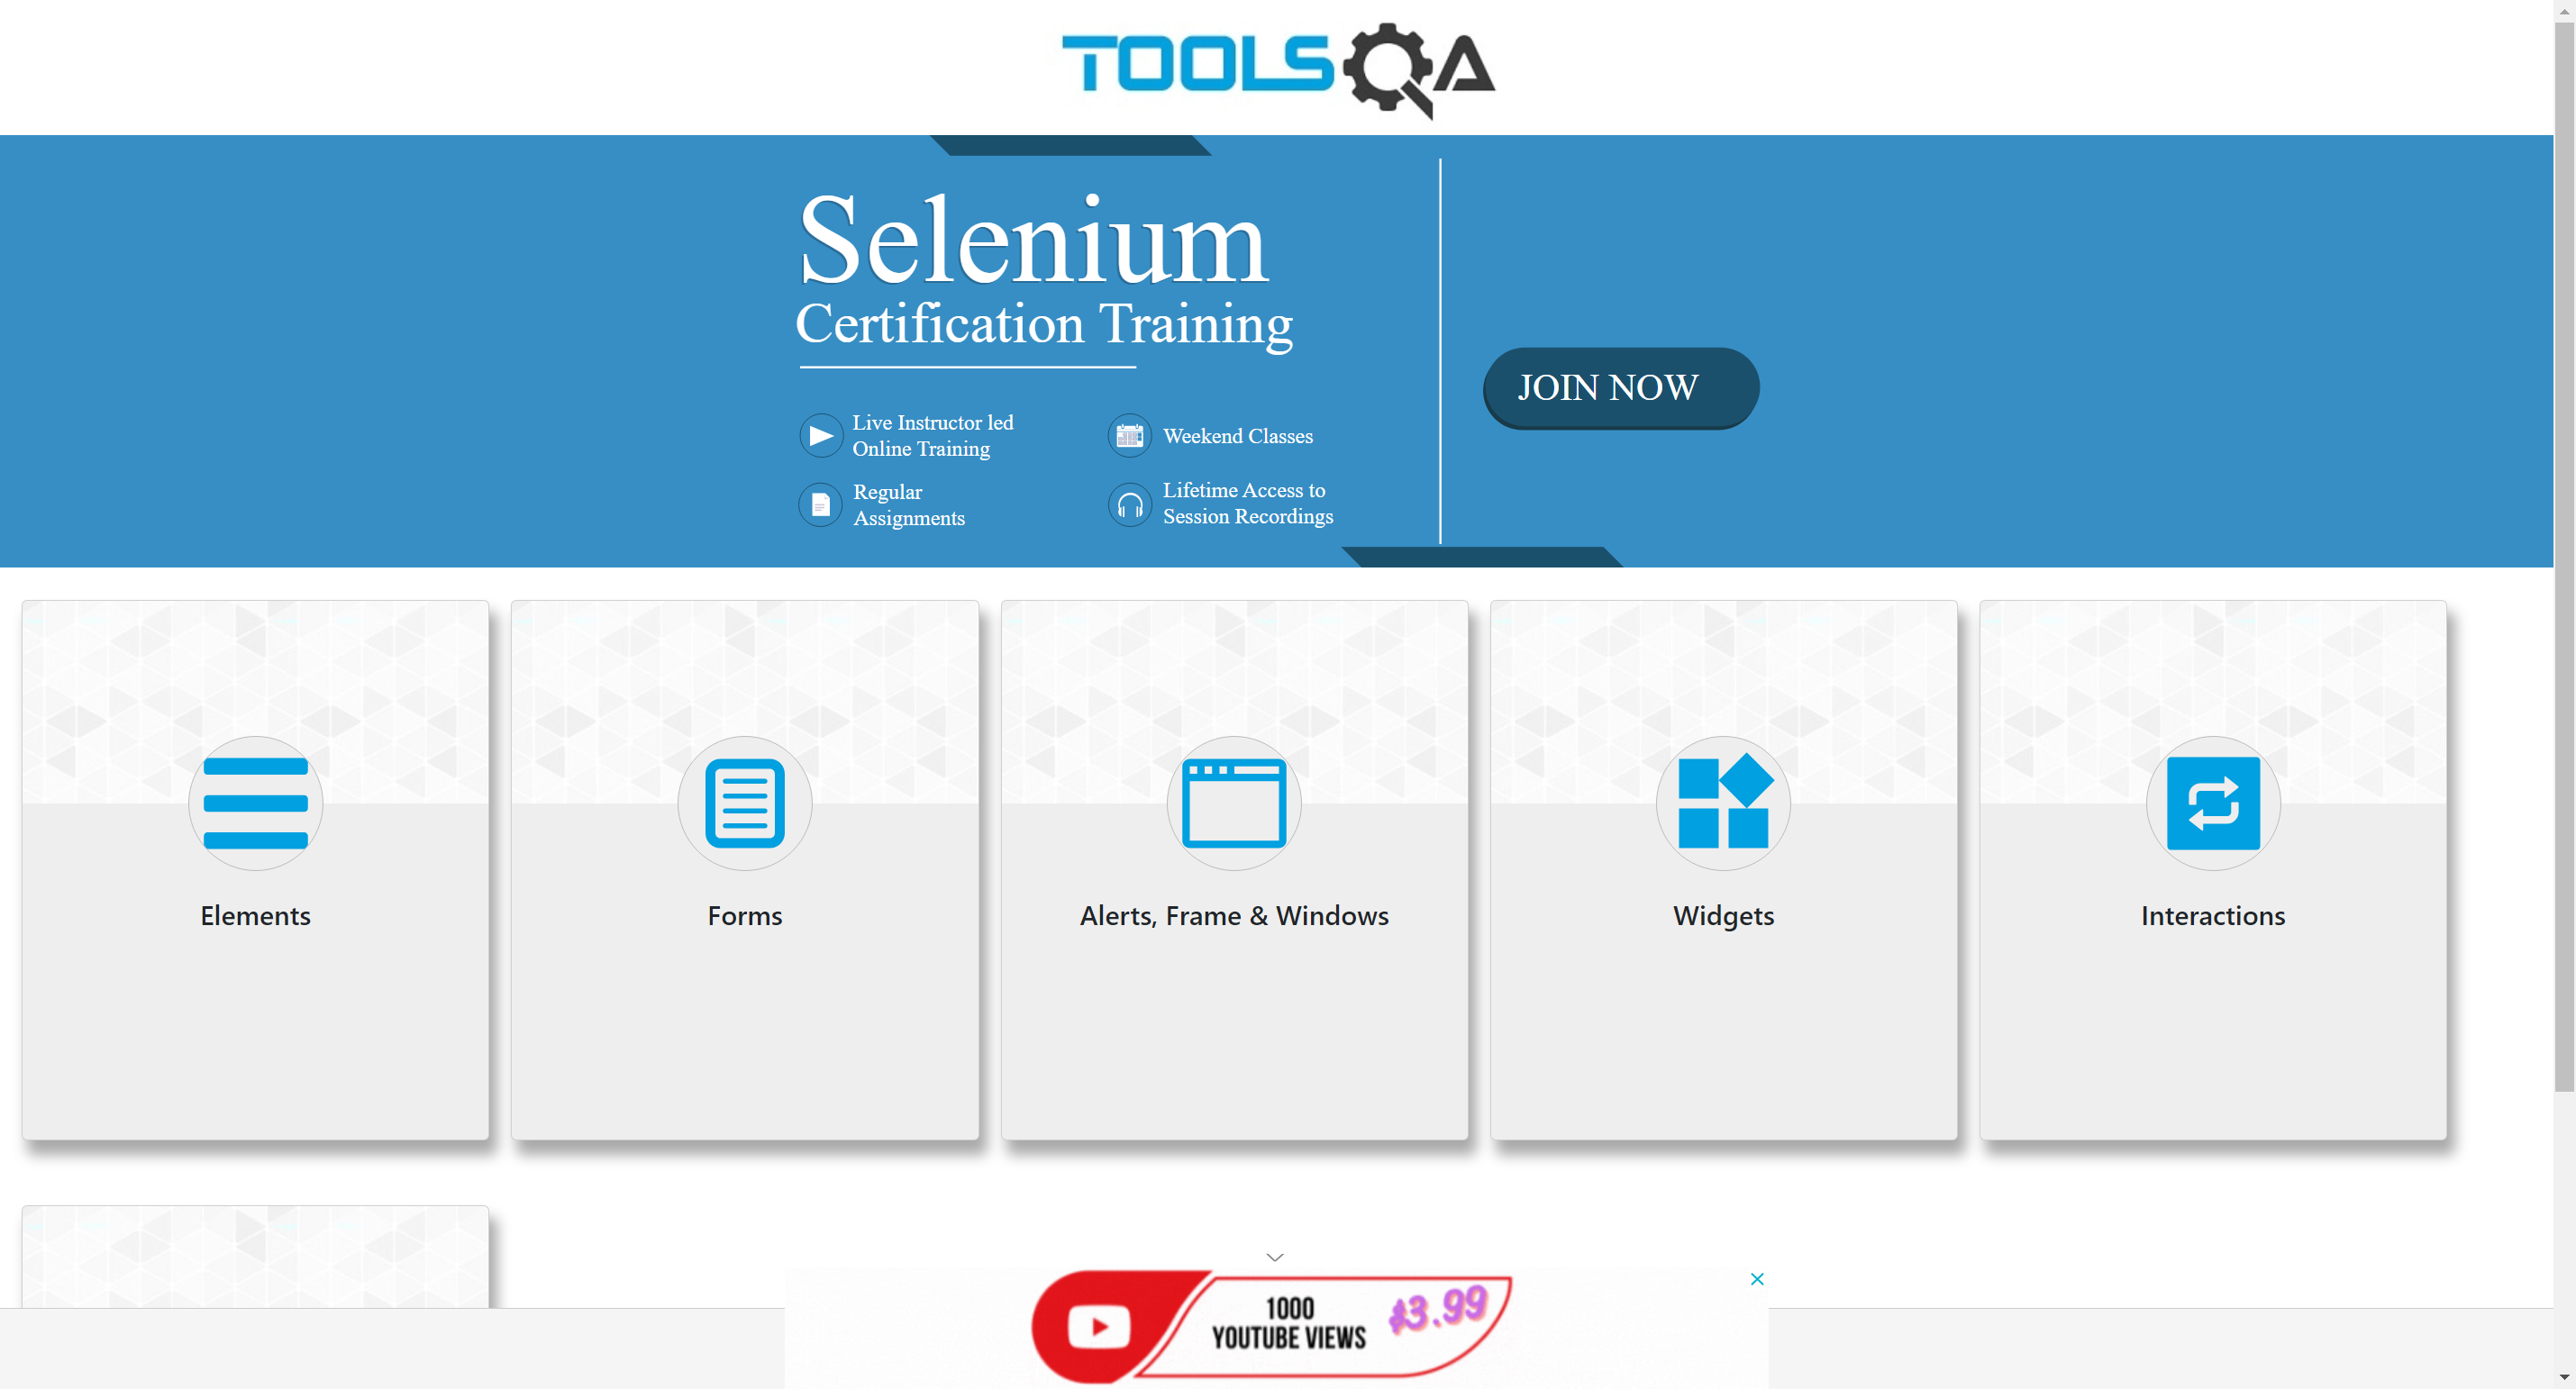 TOOLSQA
Selenium
Certification Training
Live Instructor led
Online Training
Weekend Classes
Regular
Assignments
Lifetime Access to
Session Recordings
JOIN NOW
Elements
Forms
Alerts, Frame & Windows
Widgets
Interactions
1000
YOUTUBE VIEWS
$3.99